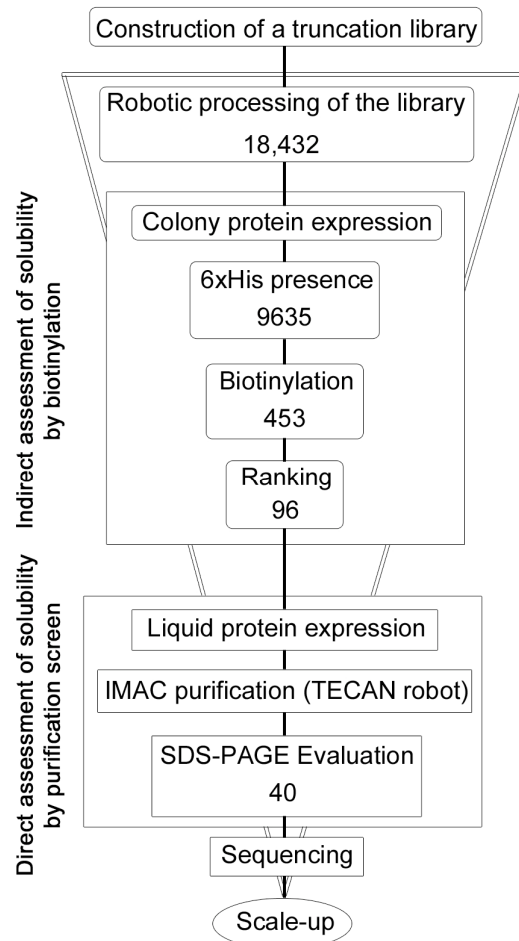 Construction of a truncation library
Robotic processing of the library
18,432
Indirect assessment of solubility
by biotinylation
Colony protein expression
6xHis presence
9635
Biotinylation
453
Ranking
96
Direct assessment of solubility
by purification screen
Liquid protein expression
IMAC purification (TECAN robot)
SDS-PAGE Evaluation
40
Sequencing
Scale-up